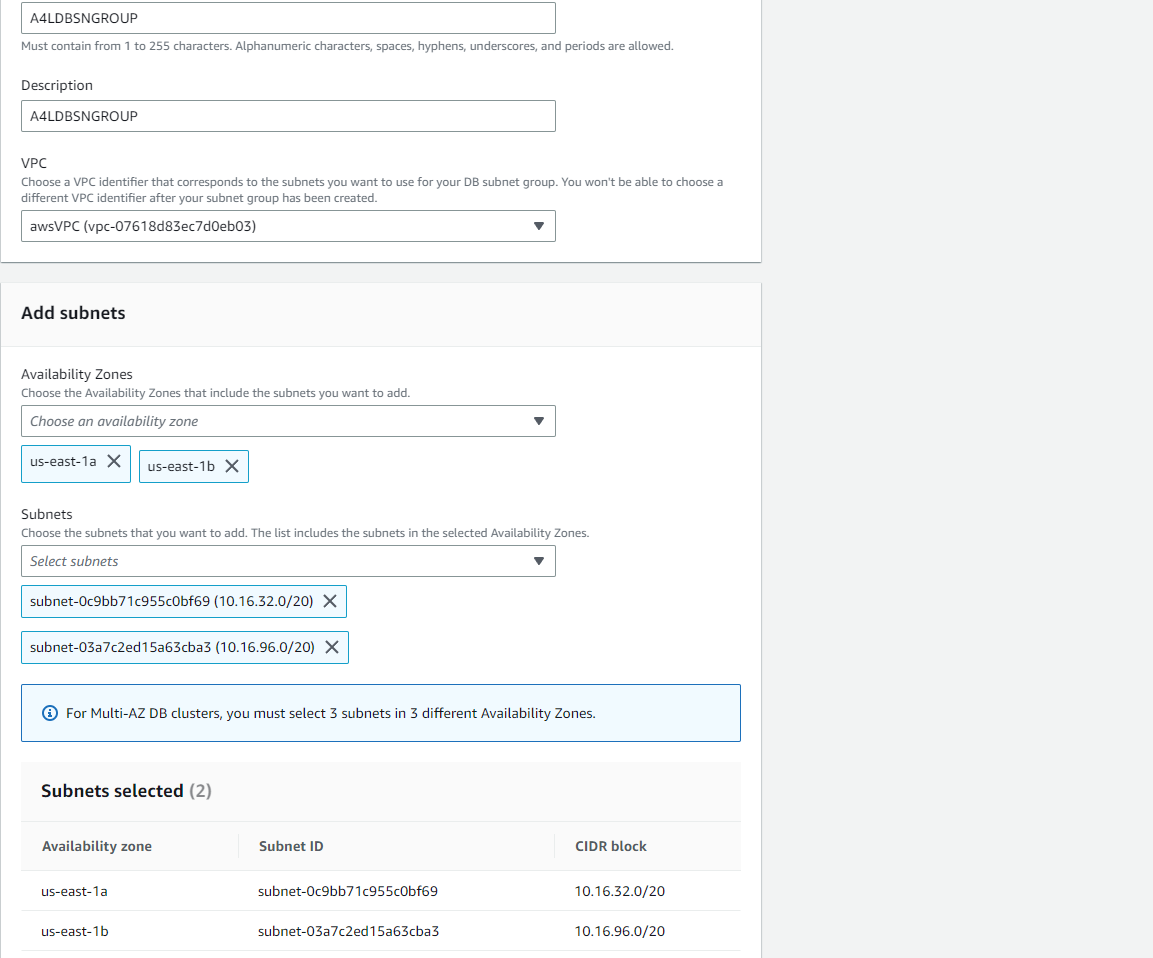 A4LDBSNGROUP
Must contain from 1 to 255 characters. Alphanumeric characters, spaces, hyphens, underscores, and periods are allowed.
Description
A4LDBSNGROUP
VPC
Choose a VPC identifier that corresponds to the subnets you want to use for your DB subnet group. You won't be able to choose a
different VPC identifier after your subnet group has been created.
awsVPC (vpc-07618d83ec7d0eb03)
Add subnets
Availability Zones
Choose the Availability Zones that include the subnets you want to add.
Choose an availability zone
us-east-1a
us-east-1b
Subnets
Choose the subnets that you want to add. The list includes the subnets in the selected Availability Zones.
Select subnets
subnet-0c9bb71c955c0bf69 (10.16.32.0/20)
subnet-03a7c2ed15a63cba3 (10.16.96.0/20)
For Multi-AZ DB clusters, you must select 3 subnets in 3 different Availability Zones.
Subnets selected (2)
Availability zone Subnet ID CIDR block
us-east-1a subnet-0c9bb71c955c0bf69 10.16.32.0/20
us-east-1b subnet-03a7c2ed15a63cba3 10.16.96.0/20